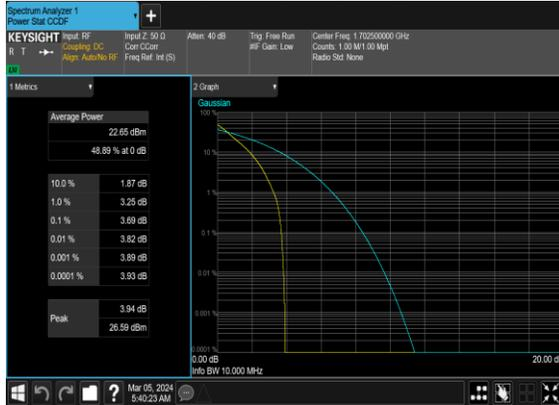 Spectrum Analyzer 1
Power Stat CCDF
KEYSIGHT
R T
Input: RF
Coupling: DC
Align: Auto/No RF
Input Z: 50 Ω
Corr CCorr
Freq Ref: Int (S)
Atten: 40 dB
Trig: Free Run
#IF Gain: Low
Center Freq: 1.702500000 GHz
Counts: 1.00 M/1.00 Mpt
Radio Std: None
1 Metrics
Average Power
22.65 dBm
48.89 % at 0 dB
10.0 % 1.87 dB
1.0 % 3.25 dB
0.1 % 3.69 dB
0.01 % 3.82 dB
0.001 % 3.89 dB
0.0001 % 3.93 dB
Peak
3.94 dB
26.59 dBm
2 Graph
Gaussian
100 %
10 %
1 %
0.1 %
0.01 %
0.001 %
0.0001 %
0.00 dB
20.00 d
Info BW 10.000 MHz
?
Mar 05, 2024
5:40:23 AM